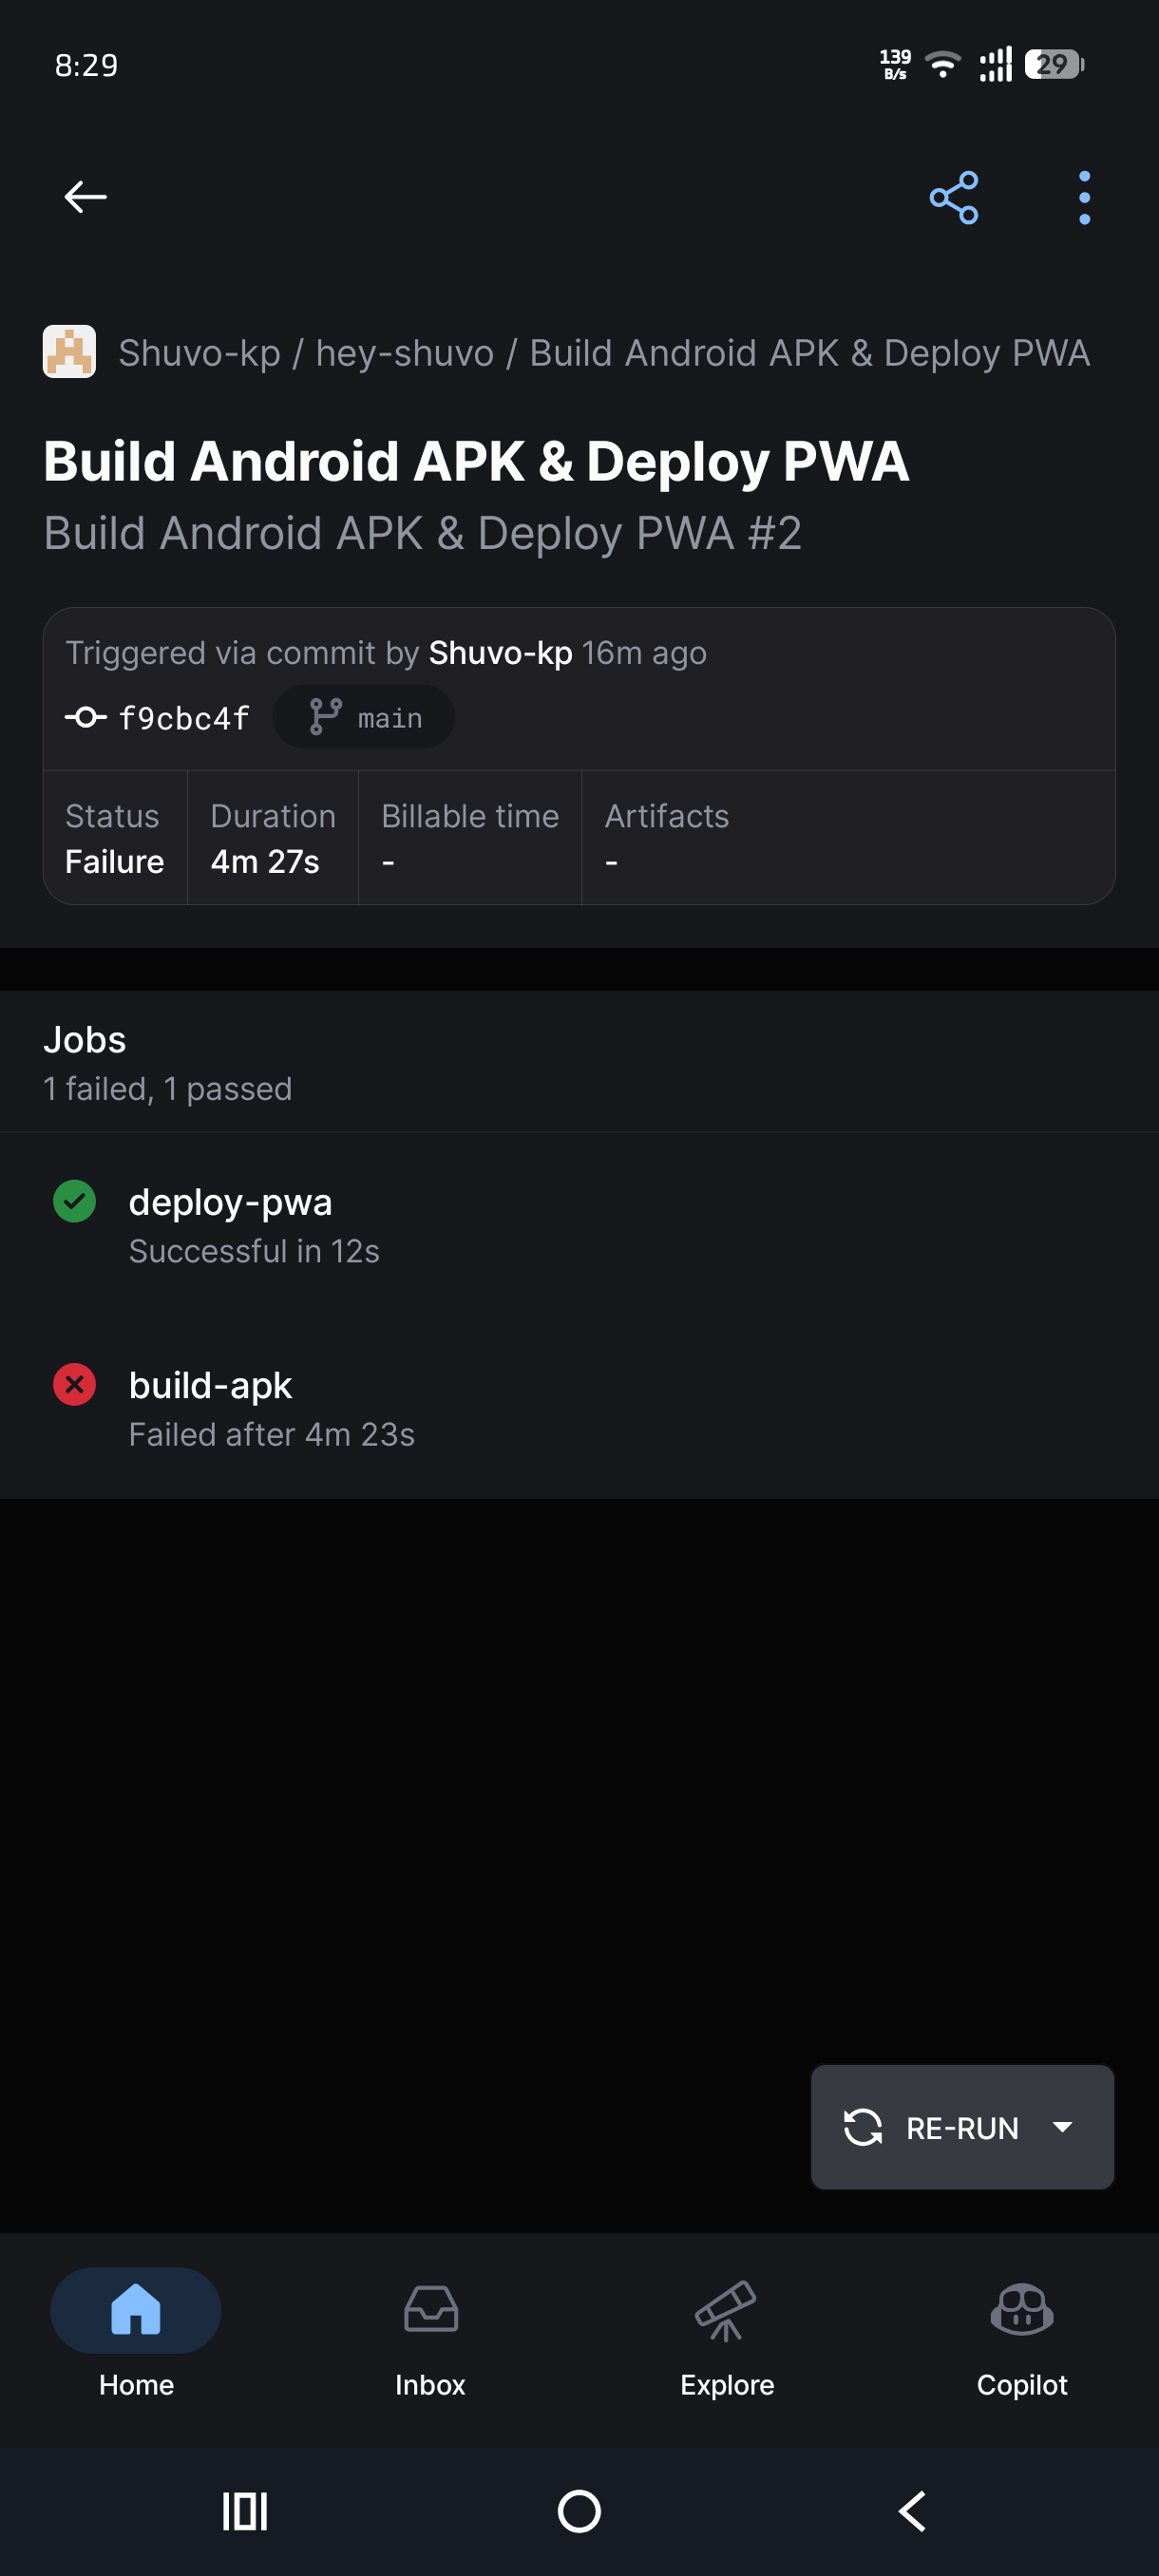 8:29
139
B/s
29
Shuvo-kp / hey-shuvo / Build Android APK & Deploy PWA
Build Android APK & Deploy PWA
Build Android APK & Deploy PWA #2
Triggered via commit by Shuvo-kp 16m ago
f9cbc4f main
Status Duration Billable time Artifacts
Failure 4m 27s - -
Jobs
1 failed, 1 passed
deploy-pwa
Successful in 12s
build-apk
Failed after 4m 23s
RE-RUN
Home Inbox Explore Copilot